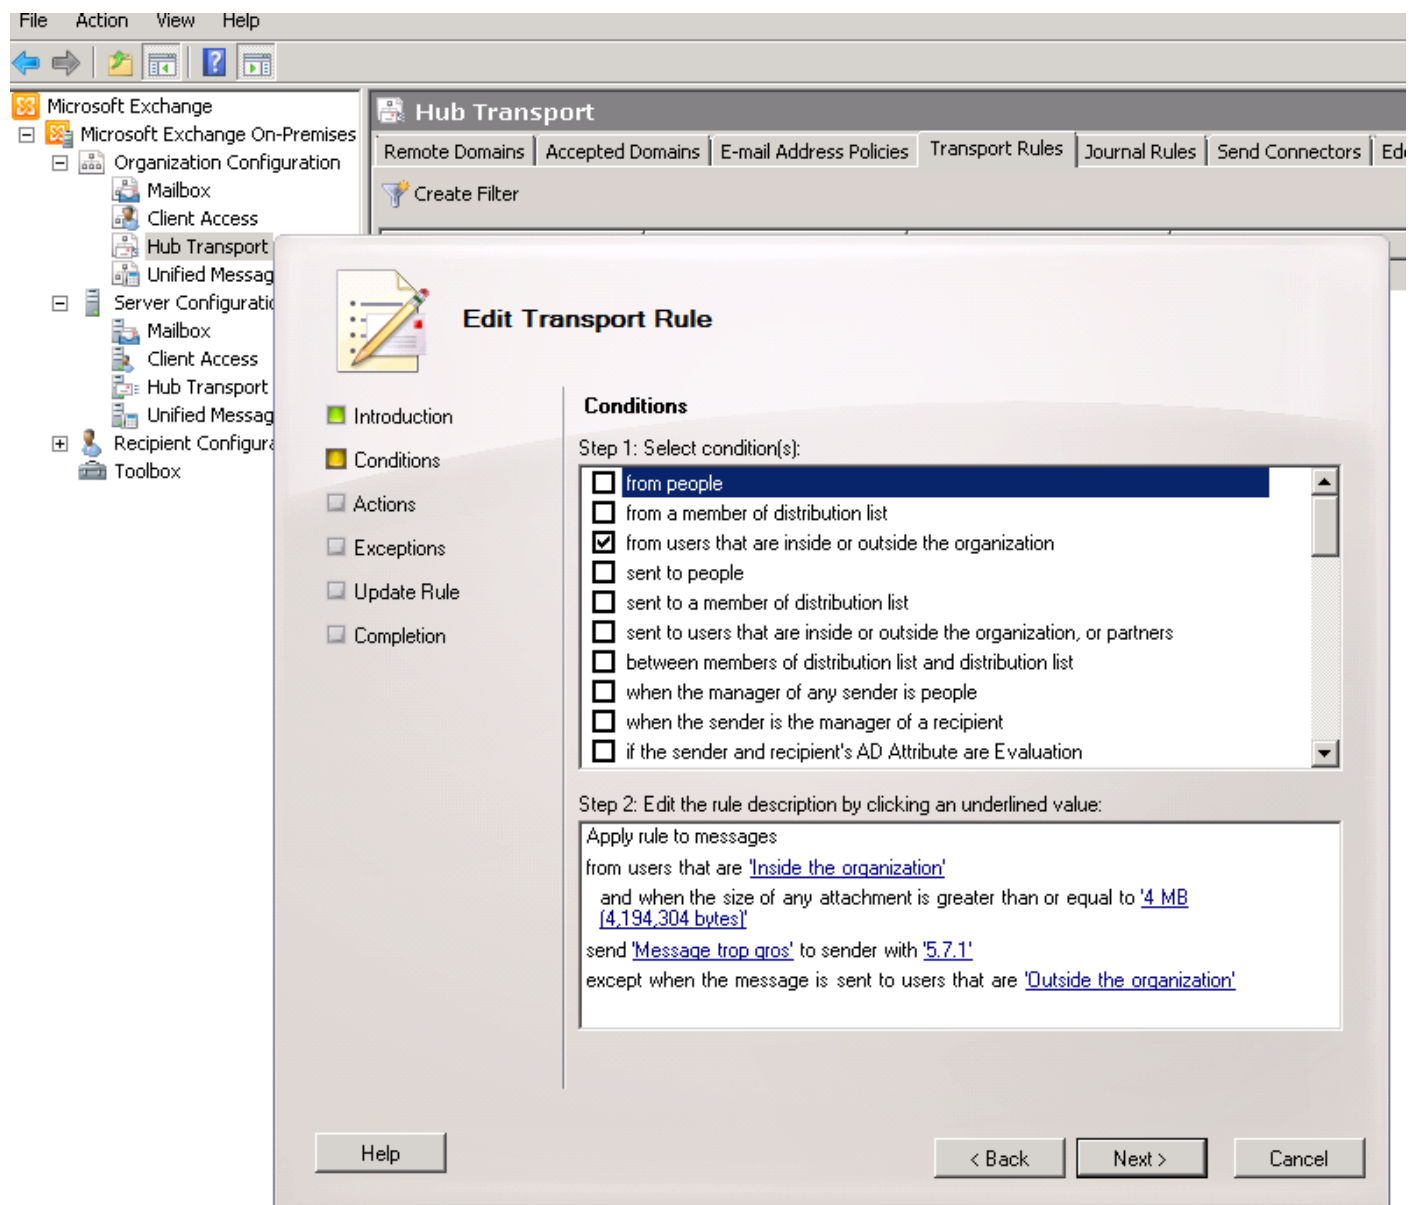 File Action View Help
Microsoft Exchange
Microsoft Exchange On-Premises
Organization Configuration
Mailbox
Client Access
Hub Transport
Unified Messag
Server Configuratio
Mailbox
Client Access
Hub Transport
Unified Messag
Recipient Configura
Toolbox
Hub Transport
Remote Domains Accepted Domains E-mail Address Policies Transport Rules Journal Rules Send Connectors Ed
Create Filter
Edit Transport Rule
Introduction
Conditions
Actions
Exceptions
Update Rule
Completion
Conditions
Step 1: Select condition(s):
from people
from a member of distribution list
from users that are inside or outside the organization
sent to people
sent to a member of distribution list
sent to users that are inside or outside the organization, or partners
between members of distribution list and distribution list
when the manager of any sender is people
when the sender is the manager of a recipient
if the sender and recipient's AD Attribute are Evaluation
Step 2: Edit the rule description by clicking an underlined value:
Apply rule to messages
from users that are 'Inside the organization'
and when the size of any attachment is greater than or equal to '4 MB
(4,194,304 bytes)'
send 'Message trop gros' to sender with '5.7.1'
except when the message is sent to users that are 'Outside the organization'
Help < Back Next > Cancel